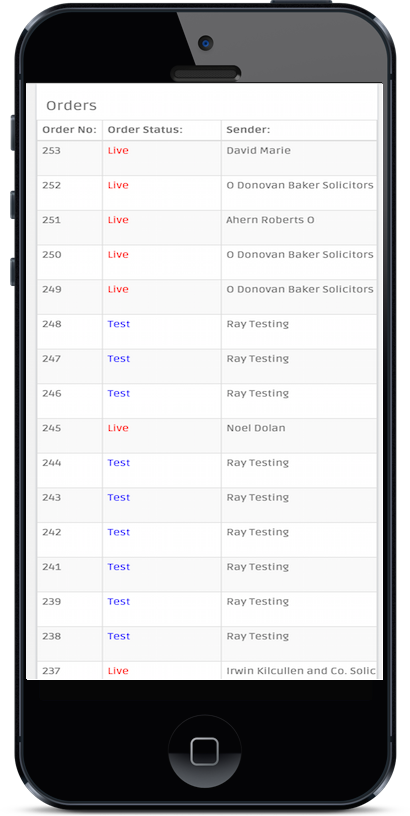 Orders
Order No: Order Status: Sender:
253 Live David Marie
252 Live O Donovan Baker Solicitors
251 Live Ahern Roberts O
250 Live O Donovan Baker Solicitors
249 Live O Donovan Baker Solicitors
248 Test Ray Testing
247 Test Ray Testing
246 Test Ray Testing
245 Live Noel Dolan
244 Test Ray Testing
243 Test Ray Testing
242 Test Ray Testing
241 Test Ray Testing
239 Test Ray Testing
238 Test Ray Testing
237 Live Irwin Kilcullen and Co. Solic